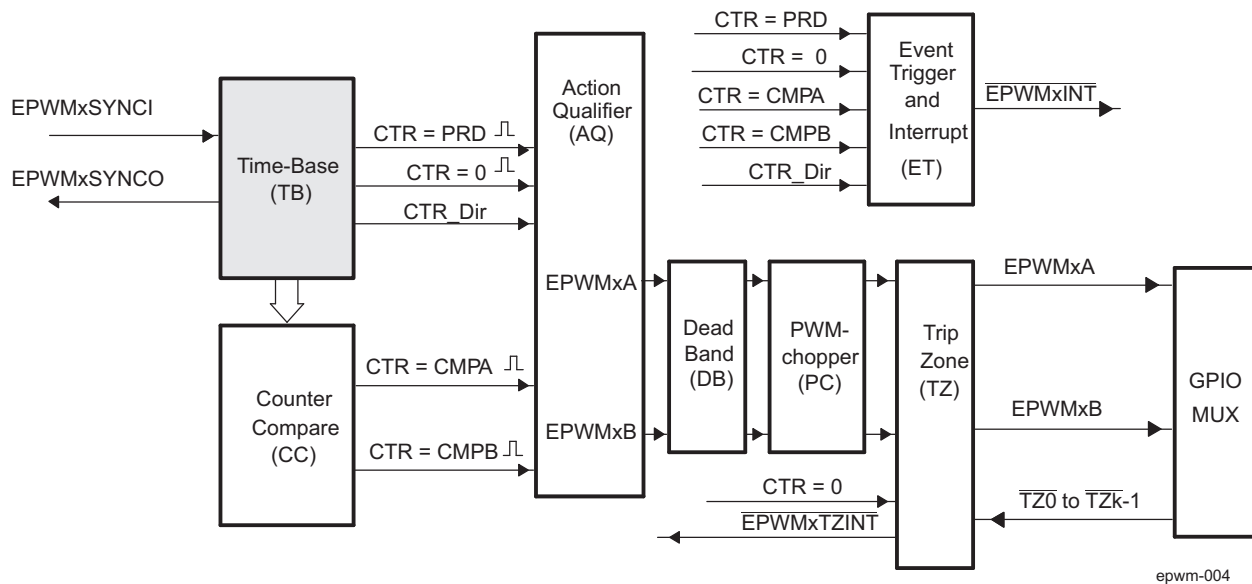 EPWMxSYNCI
EPWMxSYNCO
Time-Base
(TB)
CTR = PRD
CTR = 0
CTR_Dir
Counter
Compare
(CC)
CTR = CMPA
CTR = CMPB
Action
Qualifier
(AQ)
EPWMxA
EPWMxB
CTR = PRD
CTR = 0
CTR = CMPA
CTR = CMPB
CTR_Dir
Event
Trigger
and
Interrupt
(ET)
EPWMxINT
Dead
Band
(DB)
PWM-
chopper
(PC)
CTR = 0
EPWMxTZINT
Trip
Zone
(TZ)
EPWMxA
EPWMxB
TZ0 to TZk-1
GPIO
MUX
epwm-004